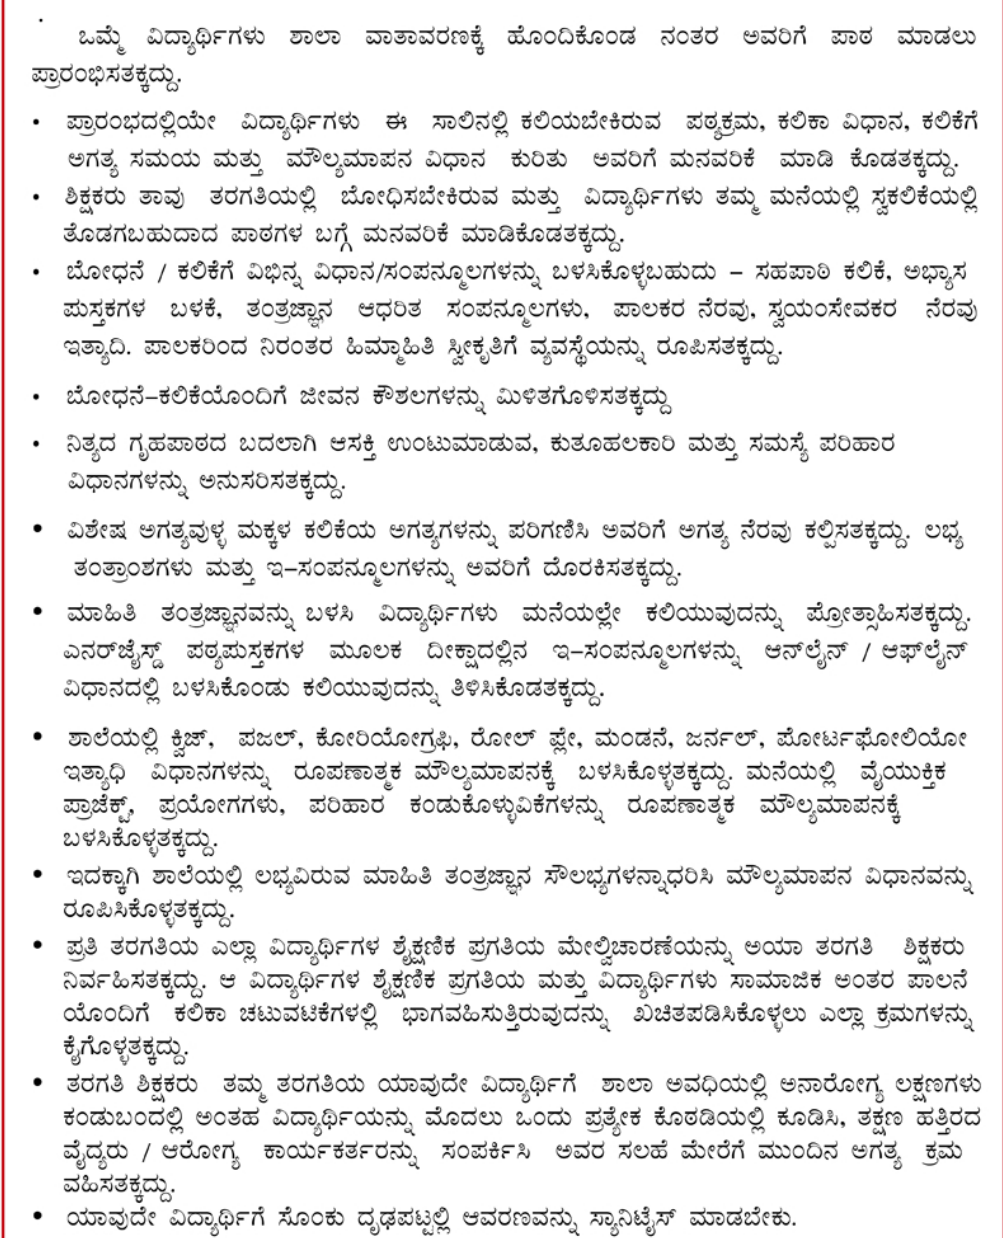 ಒಮ್ಮೆ ವಿದ್ಯಾರ್ಥಿಗಳು ಶಾಲಾ ವಾತಾವರಣಕ್ಕೆ ಹೊಂದಿಕೊಂಡ ನಂತರ ಅವರಿಗೆ ಪಾಠ ಮಾಡಲು
ಪ್ರಾರಂಭಿಸತಕ್ಕದ್ದು.
• ಪ್ರಾರಂಭದಲ್ಲಿಯೇ ವಿದ್ಯಾರ್ಥಿಗಳು ಈ ಸಾಲಿನಲ್ಲಿ ಕಲಿಯಬೇಕಿರುವ ಪಠ್ಯಕ್ರಮ, ಕಲಿಕಾ ವಿಧಾನ, ಕಲಿಕೆಗೆ
ಅಗತ್ಯ ಸಮಯ ಮತ್ತು ಮೌಲ್ಯಮಾಪನ ವಿಧಾನ ಕುರಿತು ಅವರಿಗೆ ಮನವರಿಕೆ ಮಾಡಿ ಕೊಡತಕ್ಕದ್ದು.
• ಶಿಕ್ಷಕರು ತಾವು ತರಗತಿಯಲ್ಲಿ ಬೋಧಿಸಬೇಕಿರುವ ಮತ್ತು ವಿದ್ಯಾರ್ಥಿಗಳು ತಮ್ಮ ಮನೆಯಲ್ಲಿ ಸ್ವಕಲಿಕೆಯಲ್ಲಿ
ತೊಡಗಬಹುದಾದ ಪಾಠಗಳ ಬಗ್ಗೆ ಮನವರಿಕೆ ಮಾಡಿಕೊಡತಕ್ಕದ್ದು.
• ಬೋಧನೆ / ಕಲಿಕೆಗೆ ವಿಭಿನ್ನ ವಿಧಾನ/ಸಂಪನ್ಮೂಲಗಳನ್ನು ಬಳಸಿಕೊಳ್ಳಬಹುದು – ಸಹಪಾಠಿ ಕಲಿಕೆ, ಅಭ್ಯಾಸ
ಪುಸ್ತಕಗಳ ಬಳಕೆ, ತಂತ್ರಜ್ಞಾನ ಆಧರಿತ ಸಂಪನ್ಮೂಲಗಳು, ಪಾಲಕರ ನೆರವು, ಸ್ವಯಂಸೇವಕರ ನೆರವು
ಇತ್ಯಾದಿ. ಪಾಲಕರಿಂದ ನಿರಂತರ ಹಿಮ್ಮಾಹಿತಿ ಸ್ವೀಕೃತಿಗೆ ವ್ಯವಸ್ಥೆಯನ್ನು ರೂಪಿಸತಕ್ಕದ್ದು.
• ಬೋಧನೆ–ಕಲಿಕೆಯೊಂದಿಗೆ ಜೀವನ ಕೌಶಲಗಳನ್ನು ಮಿಳಿತಗೊಳಿಸತಕ್ಕದ್ದು
• ನಿತ್ಯದ ಗೃಹಪಾಠದ ಬದಲಾಗಿ ಆಸಕ್ತಿ ಉಂಟುಮಾಡುವ, ಕುತೂಹಲಕಾರಿ ಮತ್ತು ಸಮಸ್ಯೆ ಪರಿಹಾರ
ವಿಧಾನಗಳನ್ನು ಅನುಸರಿಸತಕ್ಕದ್ದು.
• ವಿಶೇಷ ಅಗತ್ಯವುಳ್ಳ ಮಕ್ಕಳ ಕಲಿಕೆಯ ಅಗತ್ಯಗಳನ್ನು ಪರಿಗಣಿಸಿ ಅವರಿಗೆ ಅಗತ್ಯ ನೆರವು ಕಲ್ಪಿಸತಕ್ಕದ್ದು. ಲಭ್ಯ
ತಂತ್ರಾಂಶಗಳು ಮತ್ತು ಇ–ಸಂಪನ್ಮೂಲಗಳನ್ನು ಅವರಿಗೆ ದೊರಕಿಸತಕ್ಕದ್ದು.
• ಮಾಹಿತಿ ತಂತ್ರಜ್ಞಾನವನ್ನು ಬಳಸಿ ವಿದ್ಯಾರ್ಥಿಗಳು ಮನೆಯಲ್ಲೇ ಕಲಿಯುವುದನ್ನು ಪ್ರೋತ್ಸಾಹಿಸತಕ್ಕದ್ದು.
ಎನರ್‌ಜೈಸ್ಡ್ ಪಠ್ಯಪುಸ್ತಕಗಳ ಮೂಲಕ ದೀಕ್ಷಾದಲ್ಲಿನ ಇ–ಸಂಪನ್ಮೂಲಗಳನ್ನು ಆನ್‌ಲೈನ್ / ಆಫ್‌ಲೈನ್
ವಿಧಾನದಲ್ಲಿ ಬಳಸಿಕೊಂಡು ಕಲಿಯುವುದನ್ನು ತಿಳಿಸಿಕೊಡತಕ್ಕದ್ದು.
• ಶಾಲೆಯಲ್ಲಿ ಕ್ವಿಜ್, ಪಜಲ್, ಕೋರಿಯೋಗ್ರಫಿ, ರೋಲ್ ಪ್ಲೇ, ಮಂಡನೆ, ಜರ್ನಲ್, ಪೋರ್ಟಫೋಲಿಯೋ
ಇತ್ಯಾಧಿ ವಿಧಾನಗಳನ್ನು ರೂಪಣಾತ್ಮಕ ಮೌಲ್ಯಮಾಪನಕ್ಕೆ ಬಳಸಿಕೊಳ್ಳತಕ್ಕದ್ದು. ಮನೆಯಲ್ಲಿ ವೈಯುಕ್ತಿಕ
ಪ್ರಾಜೆಕ್ಟ್, ಪ್ರಯೋಗಗಳು, ಪರಿಹಾರ ಕಂಡುಕೊಳ್ಳುವಿಕೆಗಳನ್ನು ರೂಪಣಾತ್ಮಕ ಮೌಲ್ಯಮಾಪನಕ್ಕೆ
ಬಳಸಿಕೊಳ್ಳತಕ್ಕದ್ದು.
• ಇದಕ್ಕಾಗಿ ಶಾಲೆಯಲ್ಲಿ ಲಭ್ಯವಿರುವ ಮಾಹಿತಿ ತಂತ್ರಜ್ಞಾನ ಸೌಲಭ್ಯಗಳನ್ನಾಧರಿಸಿ ಮೌಲ್ಯಮಾಪನ ವಿಧಾನವನ್ನು
ರೂಪಿಸಿಕೊಳ್ಳತಕ್ಕದ್ದು.
• ಪ್ರತಿ ತರಗತಿಯ ಎಲ್ಲಾ ವಿದ್ಯಾರ್ಥಿಗಳ ಶೈಕ್ಷಣಿಕ ಪ್ರಗತಿಯ ಮೇಲ್ವಿಚಾರಣೆಯನ್ನು ಅಯಾ ತರಗತಿ ಶಿಕ್ಷಕರು
ನಿರ್ವಹಿಸತಕ್ಕದ್ದು. ಆ ವಿದ್ಯಾರ್ಥಿಗಳ ಶೈಕ್ಷಣಿಕ ಪ್ರಗತಿಯ ಮತ್ತು ವಿದ್ಯಾರ್ಥಿಗಳು ಸಾಮಾಜಿಕ ಅಂತರ ಪಾಲನೆ
ಯೊಂದಿಗೆ ಕಲಿಕಾ ಚಟುವಟಿಕೆಗಳಲ್ಲಿ ಭಾಗವಹಿಸುತ್ತಿರುವುದನ್ನು ಖಚಿತಪಡಿಸಿಕೊಳ್ಳಲು ಎಲ್ಲಾ ಕ್ರಮಗಳನ್ನು
ಕೈಗೊಳ್ಳತಕ್ಕದ್ದು.
• ತರಗತಿ ಶಿಕ್ಷಕರು ತಮ್ಮ ತರಗತಿಯ ಯಾವುದೇ ವಿದ್ಯಾರ್ಥಿಗೆ ಶಾಲಾ ಅವಧಿಯಲ್ಲಿ ಅನಾರೋಗ್ಯ ಲಕ್ಷಣಗಳು
ಕಂಡುಬಂದಲ್ಲಿ ಅಂತಹ ವಿದ್ಯಾರ್ಥಿಯನ್ನು ಮೊದಲು ಒಂದು ಪ್ರತ್ಯೇಕ ಕೊಠಡಿಯಲ್ಲಿ ಕೂಡಿಸಿ, ತಕ್ಷಣ ಹತ್ತಿರದ
ವೈದ್ಯರು / ಆರೋಗ್ಯ ಕಾರ್ಯಕರ್ತರನ್ನು ಸಂಪರ್ಕಿಸಿ ಅವರ ಸಲಹೆ ಮೇರೆಗೆ ಮುಂದಿನ ಅಗತ್ಯ ಕ್ರಮ
ವಹಿಸತಕ್ಕದ್ದು.
• ಯಾವುದೇ ವಿದ್ಯಾರ್ಥಿಗೆ ಸೊಂಕು ದೃಢಪಟ್ಟಲ್ಲಿ ಆವರಣವನ್ನು ಸ್ಯಾನಿಟೈಸ್ ಮಾಡಬೇಕು.